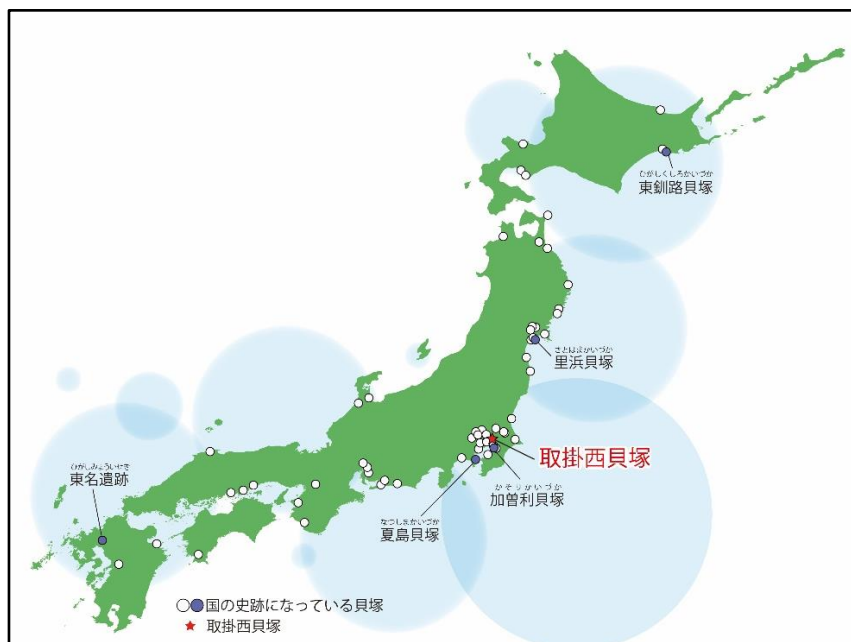 ひがしくしろかいづか
東釧路貝塚
さとはまかいづか
里浜貝塚
取掛西貝塚
かそりかいづか
加曽利貝塚
なつしまかいづか
夏島貝塚
ひがしみょういせき
東名遺跡
国の史跡になっている貝塚
取掛西貝塚